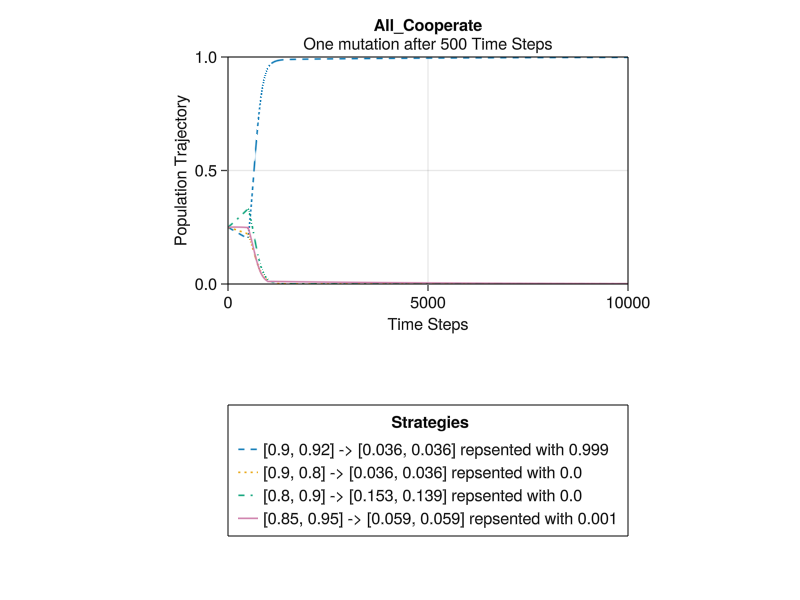 All_Cooperate
One mutation after 500 Time Steps
Population Trajectory
1.0
0.5
0.0
0
5000
10000
Time Steps
Strategies
[0.9, 0.92] -> [0.036, 0.036] repsented with 0.999
[0.9, 0.8] -> [0.036, 0.036] repsented with 0.0
[0.8, 0.9] -> [0.153, 0.139] repsented with 0.0
[0.85, 0.95] -> [0.059, 0.059] repsented with 0.001